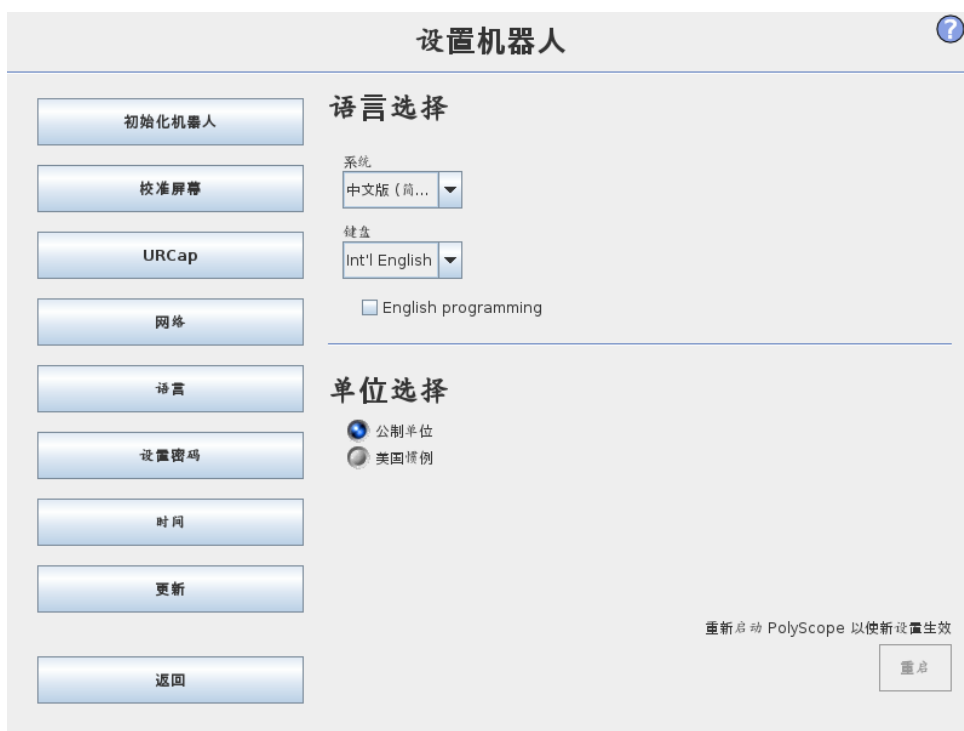 设置机器人
?
初始化机器人
校准屏幕
URCap
网络
语言
设置密码
时间
更新
返回
语言选择
系统
中文版 (简...
键盘
Int'l English
English programming
单位选择
公制单位
美国惯例
重新启动 PolyScope 以使新设置生效
重启